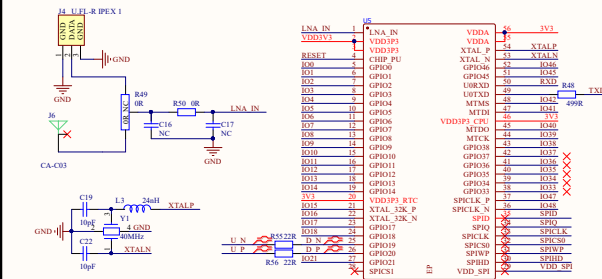 J4 U.FL-R IPEX 1
GND
DATA
GND
1
2
3
GND
GND
R49
0R
0R NC
R50 0R
LNA_IN
J6
C16
NC
C17
NC
GND
CA-C03
C19
10pF
L3 24nH
XTALP
Y1
4 GND
40MHz
GND
C22
10pF
XTALN
U_N R55 22R D_N
U_P R56 22R D_P
U5
LNA_IN 1 LNA_IN
VDD3V3 2 VDD3P3
3 VDD3P3
RESET 4 CHIP_PU
IO0 5 GPIO0
IO1 6 GPIO1
IO2 7 GPIO2
IO3 8 GPIO3
IO4 9 GPIO4
IO5 10 GPIO5
IO6 11 GPIO6
IO7 12 GPIO7
IO8 13 GPIO8
IO9 14 GPIO9
IO10 15 GPIO10
IO11 16 GPIO11
IO12 17 GPIO12
IO13 18 GPIO13
IO14 19 GPIO14
3V3 20 VDD3P3_RTC
IO15 21 XTAL_32K_P
IO16 22 XTAL_32K_N
IO17 23 GPIO17
IO18 24 GPIO18
25 GPIO19
26 GPIO20
IO21 27 GPIO21
28 SPICS1
EP
VDDA 56 3V3
VDDA 55
XTAL_P 54 XTALP
XTAL_N 53 XTALN
GPIO46 52 IO46
GPIO45 51 IO45
U0RXD 50 RXD
U0TXD 49 R48 TXD
499R
MTMS 48 IO42
MTDI 47 IO41
VDD3P3_CPU 46 3V3
MTDO 45 IO40
MTCK 44 IO39
GPIO38 43 IO38
GPIO37 42 IO37
GPIO36 41 IO36
GPIO35 40 IO35
GPIO34 39 IO34
GPIO33 38 IO33
SPICLK_P 37 IO47
SPICLK_N 36 IO48
SPID 35 SPID
SPIQ 34 SPIQ
SPICLK 33 SPICLK
SPICS0 32 SPICS0
SPIWP 31 SPIWP
SPIHD 30 SPIHD
VDD_SPI 29 VDD_SPI